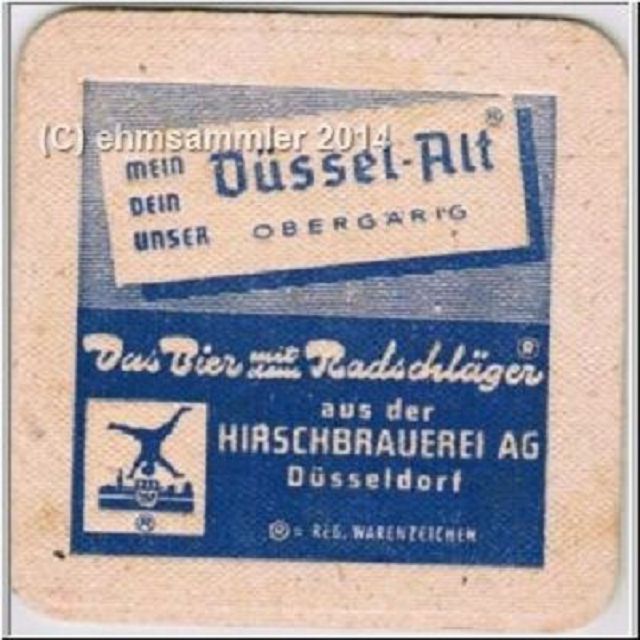 (C) ehmsammler 2014
MEIN
DEIN
UNSER
Düssel-Alt ®
OBERGÄRIG
Das Bier mit dem Radschläger ®
aus der
HIRSCHBRAUEREI AG
Düsseldorf
®
® = REG. WARENZEICHEN